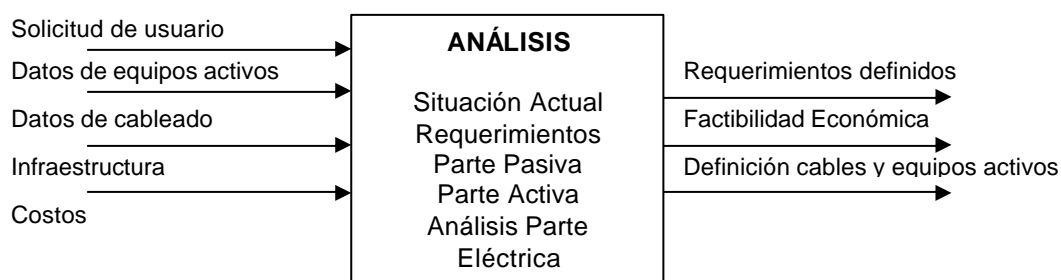 Solicitud de usuario
Datos de equipos activos
Datos de cableado
Infraestructura
Costos
ANÁLISIS
Situación Actual
Requerimientos
Parte Pasiva
Parte Activa
Análisis Parte
Eléctrica
Requerimientos definidos
Factibilidad Económica
Definición cables y equipos activos